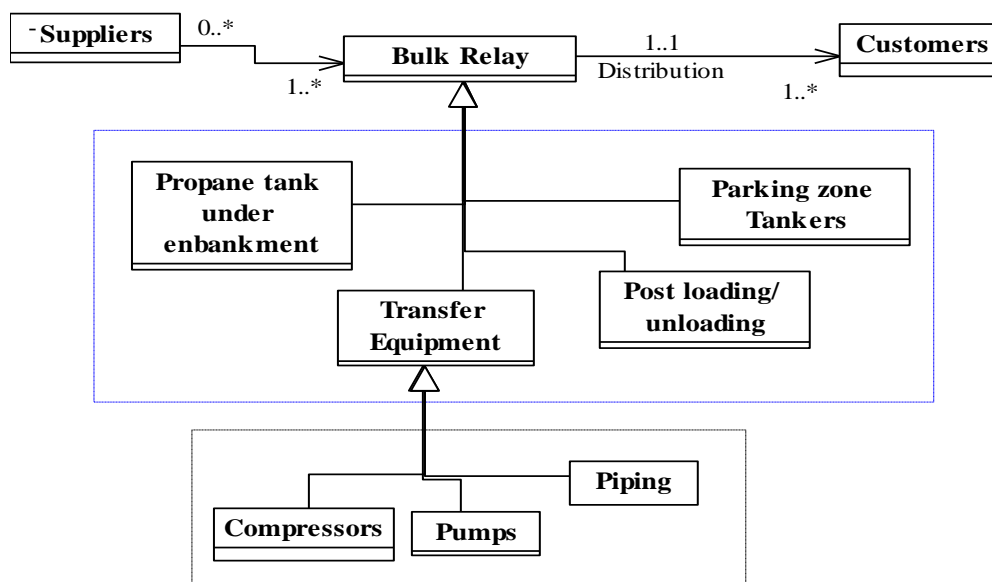 -Suppliers
0..*
1..*
Bulk Relay
1..1
Distribution
1..*
Customers
Propane tank
under
enbankment
Parking zone
Tankers
Transfer
Equipment
Post loading/
unloading
Compressors
Pumps
Piping